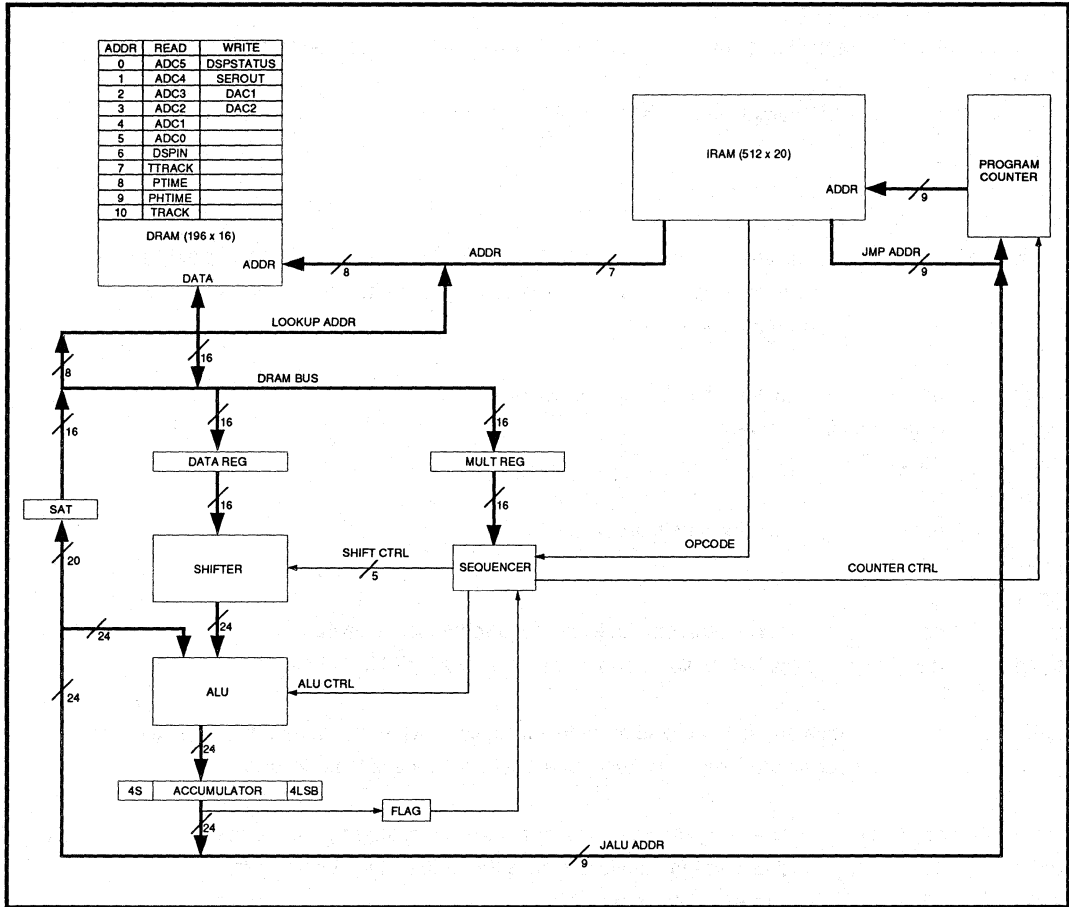 ADDR READ WRITE
0 ADC5 DSPSTATUS
1 ADC4 SEROUT
2 ADC3 DAC1
3 ADC2 DAC2
4 ADC1
5 ADC0
6 DSPIN
7 TTRACK
8 PTIME
9 PHTIME
10 TRACK
DRAM (196 x 16)
ADDR
DATA
IRAM (512 x 20)
ADDR
PROGRAM
COUNTER
9
ADDR
8
7
JMP ADDR
9
LOOKUP ADDR
16
8
DRAM BUS
16
16
16
DATA REG
MULT REG
16
16
SAT
20
SHIFTER
SHIFT CTRL
5
SEQUENCER
OPCODE
COUNTER CTRL
24
24
24
ALU
ALU CTRL
24
4S ACCUMULATOR 4LSB
FLAG
24
JALU ADDR
9